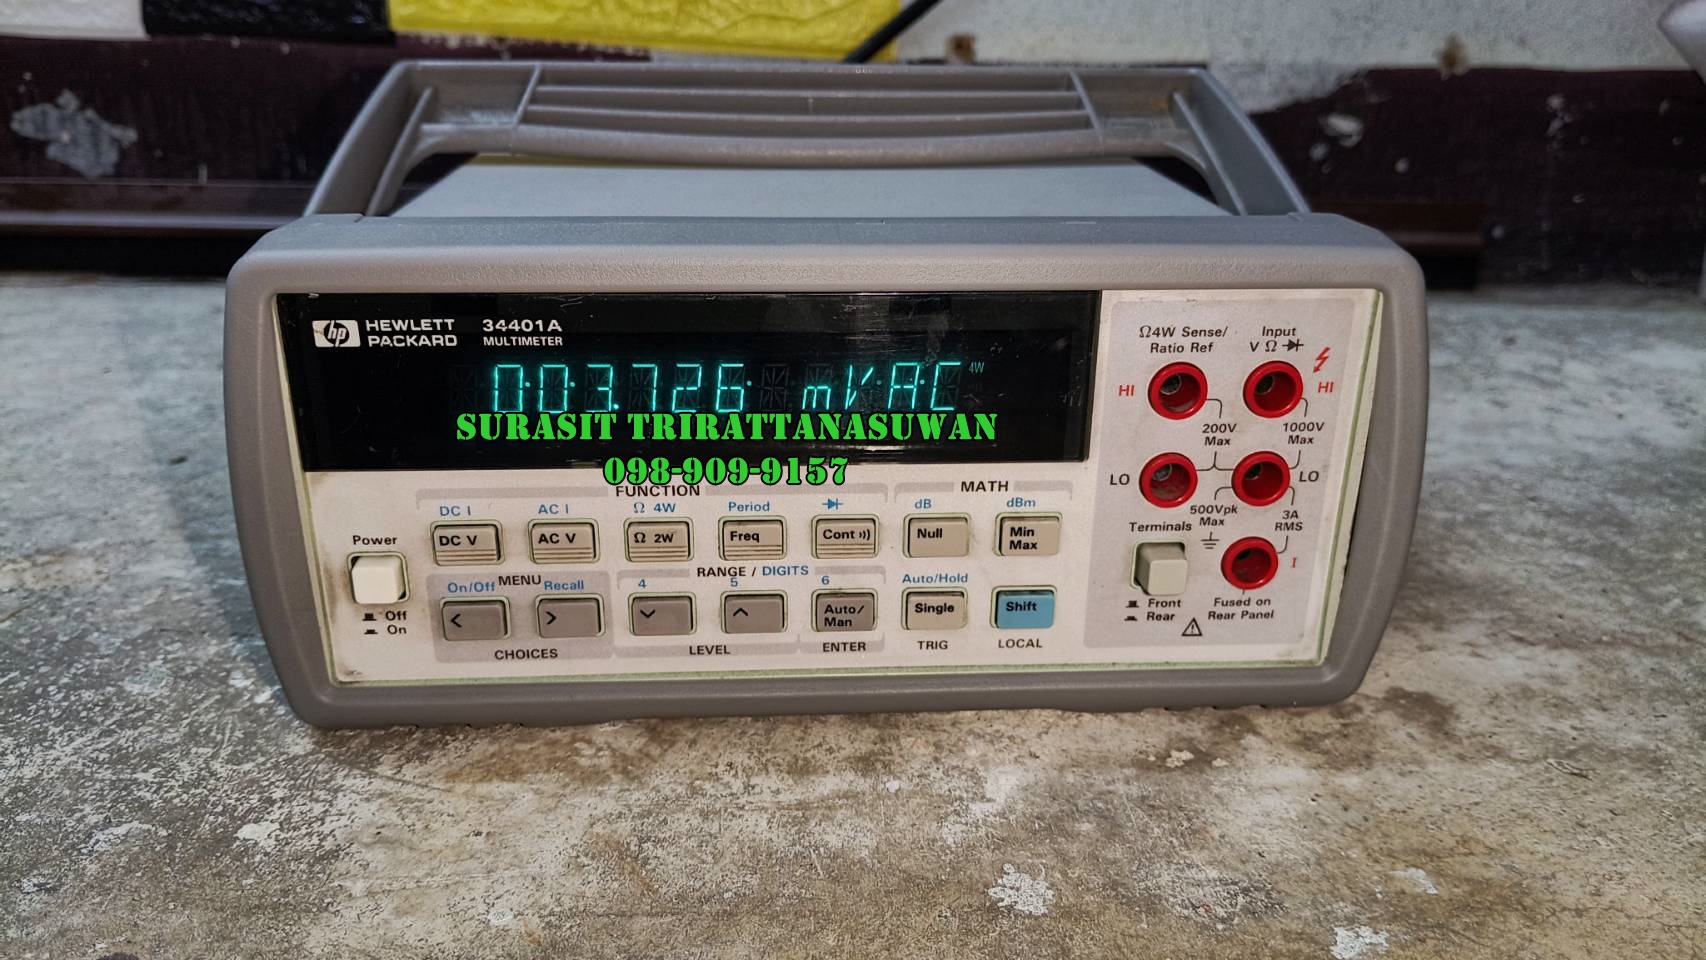 hp HEWLETT PACKARD
34401A
MULTIMETER
003.726 mVAC
4W
SURASIT TRIRATTANASUWAN
098-909-9157
FUNCTION
MATH
DC I
AC I
Ω 4W
Period
dB
dBm
Power
DC V
AC V
Ω 2W
Freq
Cont
Null
Min Max
Off
On
On/Off
MENU
Recall
RANGE / DIGITS
4
5
6
Auto/Hold
<
>
Auto/
Man
Single
Shift
CHOICES
LEVEL
ENTER
TRIG
LOCAL
Ω4W Sense/
Ratio Ref
Input
V Ω
HI
HI
200V
Max
1000V
Max
LO
LO
500Vpk
Max
3A
RMS
Terminals
I
Front
Rear
Fused on
Rear Panel